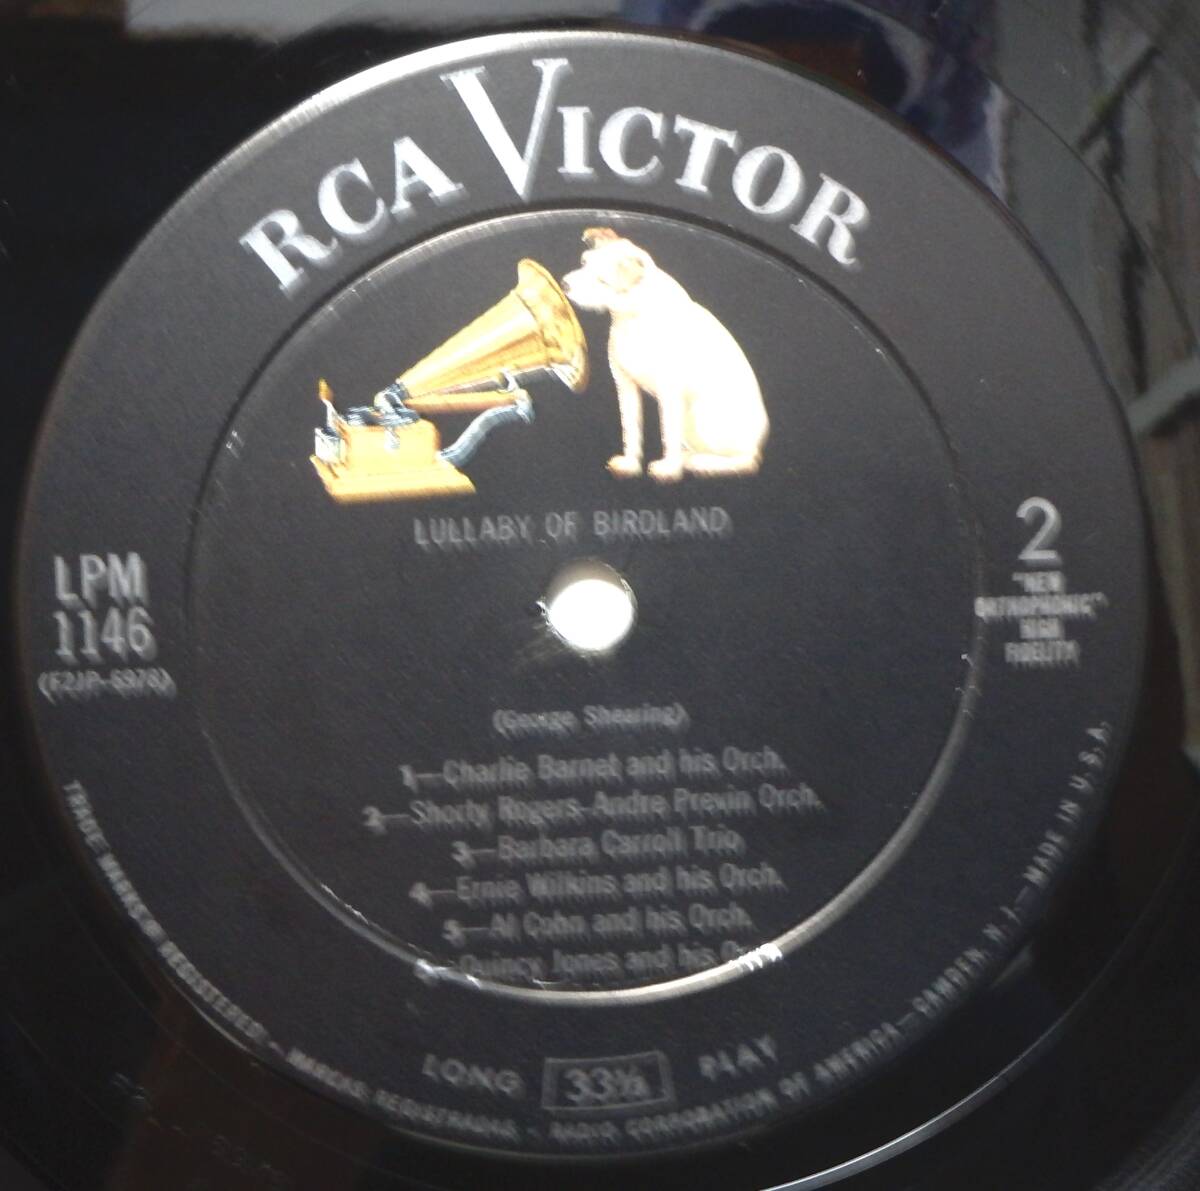 RCA VICTOR
LULLABY OF BIRDLAND
LPM
1146
(F2JP-6978)
2
"NEW
ORTHOPHONIC"
HIGH
FIDELITY
(George Shearing)
1—Charlie Barnet and his Orch.
2—Shorty Rogers-Andre Previn Orch.
3—Barbara Carroll Trio
4—Ernie Wilkins and his Orch.
5—Al Cohn and his Orch.
6—Quincy Jones and his
LONG 33⅓ PLAY
TRADE MARKS REGISTERED - MARCAS REGISTRADAS - RADIO CORPORATION OF AMERICA—CAMDEN, N. J.—MADE IN U. S. A.